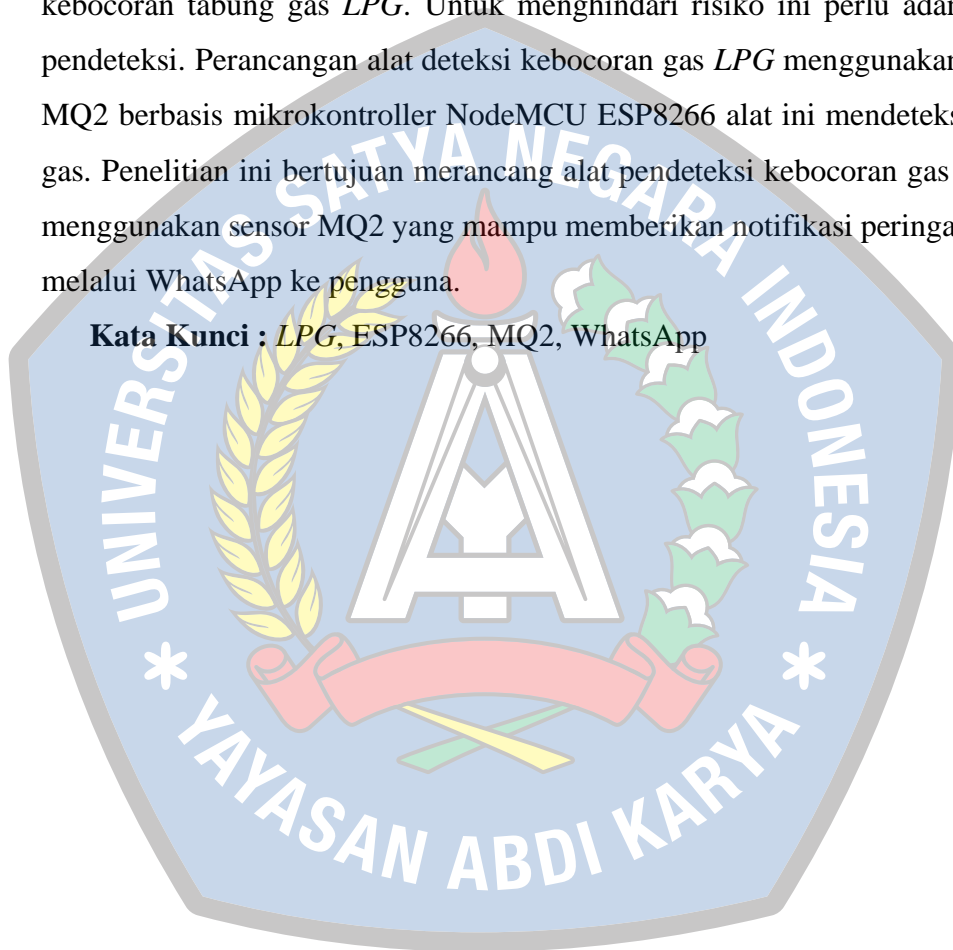 kebocoran tabung gas LPG. Untuk menghindari risiko ini perlu adan
pendeteksi. Perancangan alat deteksi kebocoran gas LPG menggunakan
MQ2 berbasis mikrokontroller NodeMCU ESP8266 alat ini mendeteks
gas. Penelitian ini bertujuan merancang alat pendeteksi kebocoran gas
menggunakan sensor MQ2 yang mampu memberikan notifikasi peringa
melalui WhatsApp ke pengguna.
Kata Kunci : LPG, ESP8266, MQ2, WhatsApp
UNIVERSITAS SATYA NEGARA INDONESIA
* YAYASAN ABDI KARYA *